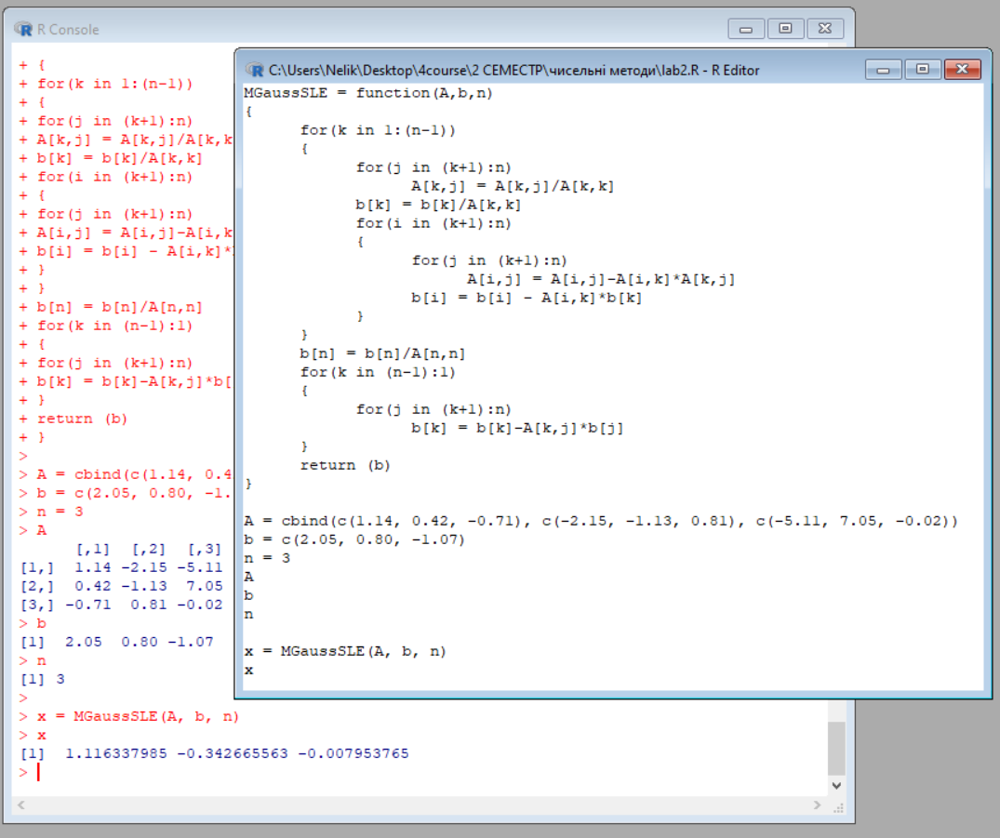 R Console
+ {
+ for(k in 1:(n-1))
+ {
+ for(j in (k+1):n)
+ A[k,j] = A[k,j]/A[k,k
+ b[k] = b[k]/A[k,k]
+ for(i in (k+1):n)
+ {
+ for(j in (k+1):n)
+ A[i,j] = A[i,j]-A[i,k
+ b[i] = b[i] - A[i,k]*
+ }
+ }
+ b[n] = b[n]/A[n,n]
+ for(k in (n-1):1)
+ {
+ for(j in (k+1):n)
+ b[k] = b[k]-A[k,j]*b[
+ }
+ return (b)
+ }
>
> A = cbind(c(1.14, 0.4
> b = c(2.05, 0.80, -1.
> n = 3
> A
[,1] [,2] [,3]
[1,] 1.14 -2.15 -5.11
[2,] 0.42 -1.13 7.05
[3,] -0.71 0.81 -0.02
> b
[1] 2.05 0.80 -1.07
> n
[1] 3
>
> x = MGaussSLE(A, b, n)
> x
[1] 1.116337985 -0.342665563 -0.007953765
>
C:\Users\Nelik\Desktop\4course\2 СЕМЕСТР\чисельні методи\lab2.R - R Editor
MGaussSLE = function(A,b,n)
{
for(k in 1:(n-1))
{
for(j in (k+1):n)
A[k,j] = A[k,j]/A[k,k]
b[k] = b[k]/A[k,k]
for(i in (k+1):n)
{
for(j in (k+1):n)
A[i,j] = A[i,j]-A[i,k]*A[k,j]
b[i] = b[i] - A[i,k]*b[k]
}
}
b[n] = b[n]/A[n,n]
for(k in (n-1):1)
{
for(j in (k+1):n)
b[k] = b[k]-A[k,j]*b[j]
}
return (b)
}
A = cbind(c(1.14, 0.42, -0.71), c(-2.15, -1.13, 0.81), c(-5.11, 7.05, -0.02))
b = c(2.05, 0.80, -1.07)
n = 3
A
b
n
x = MGaussSLE(A, b, n)
x